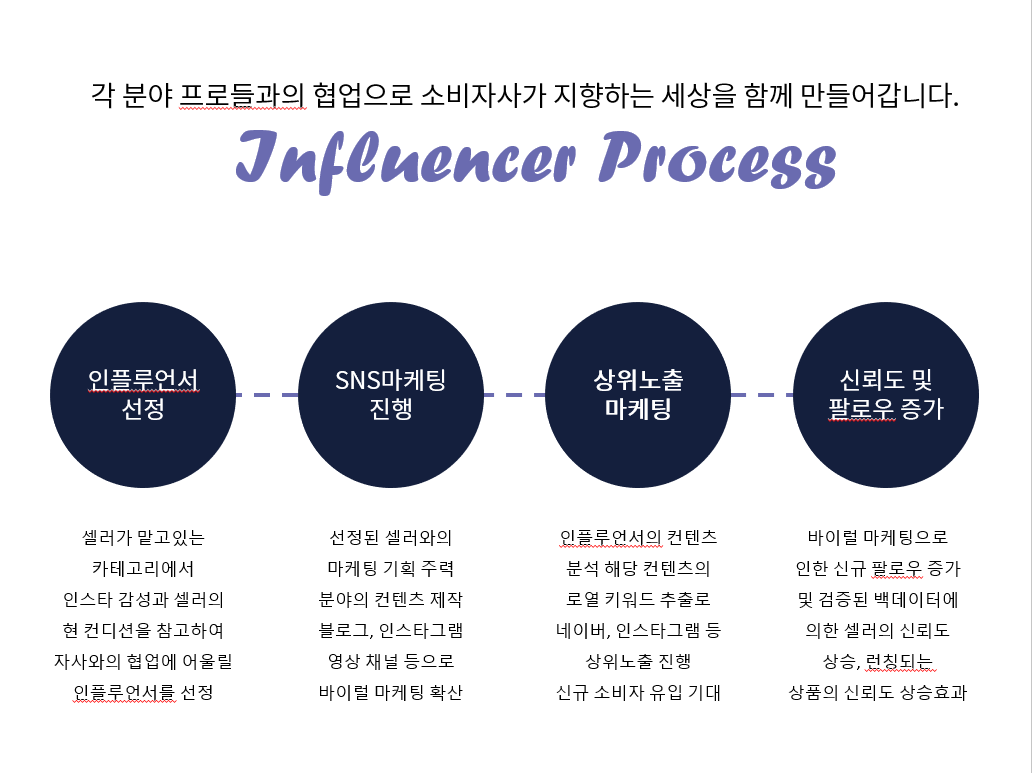 각 분야 프로들과의 협업으로 소비자사가 지향하는 세상을 함께 만들어갑니다.
Influencer Process
인플루언서
선정
SNS마케팅
진행
상위노출
마케팅
신뢰도 및
팔로우 증가
셀러가 맡고있는
카테고리에서
인스타 감성과 셀러의
현 컨디션을 참고하여
자사와의 협업에 어울릴
인플루언서를 선정
선정된 셀러와의
마케팅 기획 주력
분야의 컨텐츠 제작
블로그, 인스타그램
영상 채널 등으로
바이럴 마케팅 확산
인플루언서의 컨텐츠
분석 해당 컨텐츠의
로열 키워드 추출로
네이버, 인스타그램 등
상위노출 진행
신규 소비자 유입 기대
바이럴 마케팅으로
인한 신규 팔로우 증가
및 검증된 백데이터에
의한 셀러의 신뢰도
상승, 런칭되는
상품의 신뢰도 상승효과